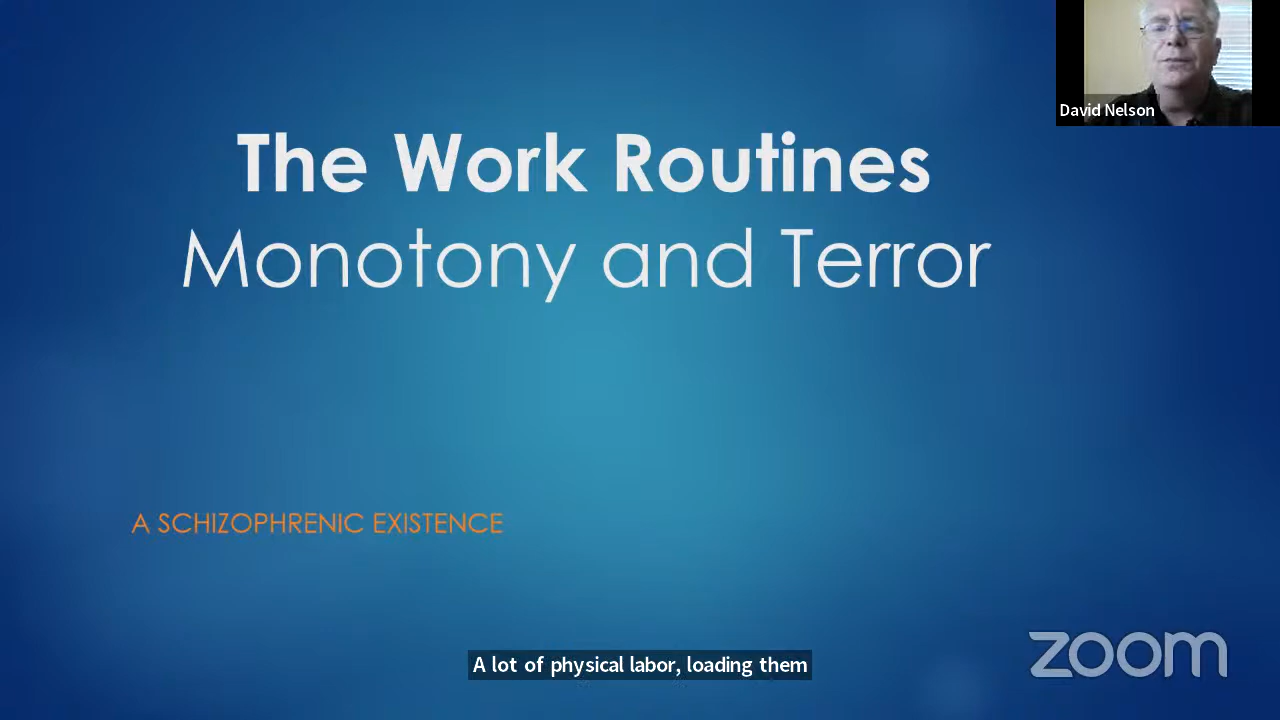 David Nelson
The Work Routines
Monotony and Terror
A SCHIZOPHRENIC EXISTENCE
A lot of physical labor, loading them
zoom